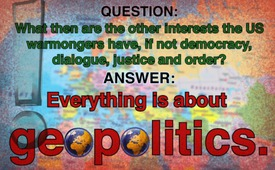 QUESTION:
What then are the other interests the US
warmongers have, if not democracy,
dialogue, justice and order?
ANSWER:
Everything is about
geopolitics.